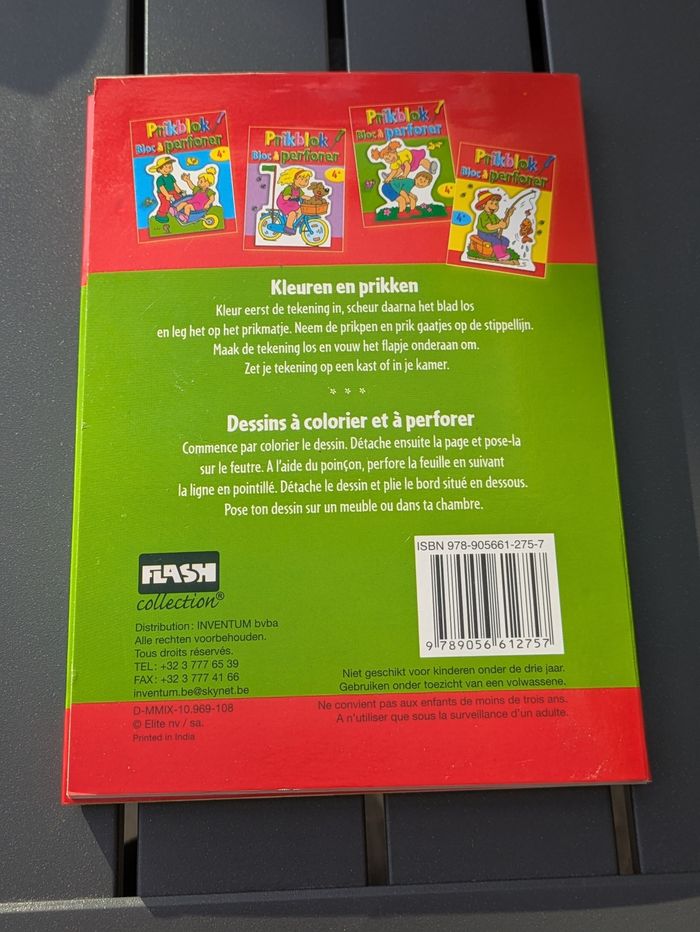 Prikblok
Bloc à perforer
4+
Prikblok
Bloc à perforer
4+
Prikblok
Bloc à perforer
4+
Prikblok
Bloc à perforer
4+
Kleuren en prikken
Kleur eerst de tekening in, scheur daarna het blad los
en leg het op het prikmatje. Neem de prikpen en prik gaatjes op de stippellijn.
Maak de tekening los en vouw het flapje onderaan om.
Zet je tekening op een kast of in je kamer.
* * *
Dessins à colorier et à perforer
Commence par colorier le dessin. Détache ensuite la page et pose-la
sur le feutre. A l'aide du poinçon, perfore la feuille en suivant
la ligne en pointillé. Détache le dessin et plie le bord situé en dessous.
Pose ton dessin sur un meuble ou dans ta chambre.
FLASH
collection®
Distribution : INVENTUM bvba
Alle rechten voorbehouden.
Tous droits réservés.
TEL : +32 3 777 65 39
FAX : +32 3 777 41 66
inventum.be@skynet.be
D-MMIX-10.969-108
© Elite nv / sa.
Printed in India
ISBN 978-905661-275-7
9 789056 612757
Niet geschikt voor kinderen onder de drie jaar.
Gebruiken onder toezicht van een volwassene.
Ne convient pas aux enfants de moins de trois ans.
A n'utiliser que sous la surveillance d'un adulte.